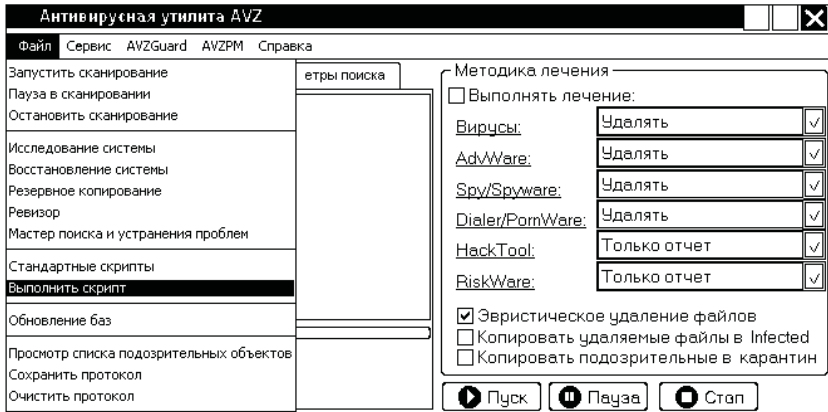 Антивирусная утилита AVZ
Файл Сервис AVZGuard AVZPM Справка
Запустить сканирование
Пауза в сканировании
Остановить сканирование
Исследование системы
Восстановление системы
Резервное копирование
Ревизор
Мастер поиска и устранения проблем
Стандартные скрипты
Выполнить скрипт
Обновление баз
Просмотр списка подозрительных объектов
Сохранить протокол
Очистить протокол
етры поиска
Методика лечения
Выполнять лечение:
Вирусы: Удалять
AdvWare: Удалять
Spy/Spyware: Удалять
Dialer/PornWare: Удалять
HackTool: Только отчет
RiskWare: Только отчет
Эвристическое удаление файлов
Копировать удаляемые файлы в Infected
Копировать подозрительные в карантин
Пуск Пауза Стоп